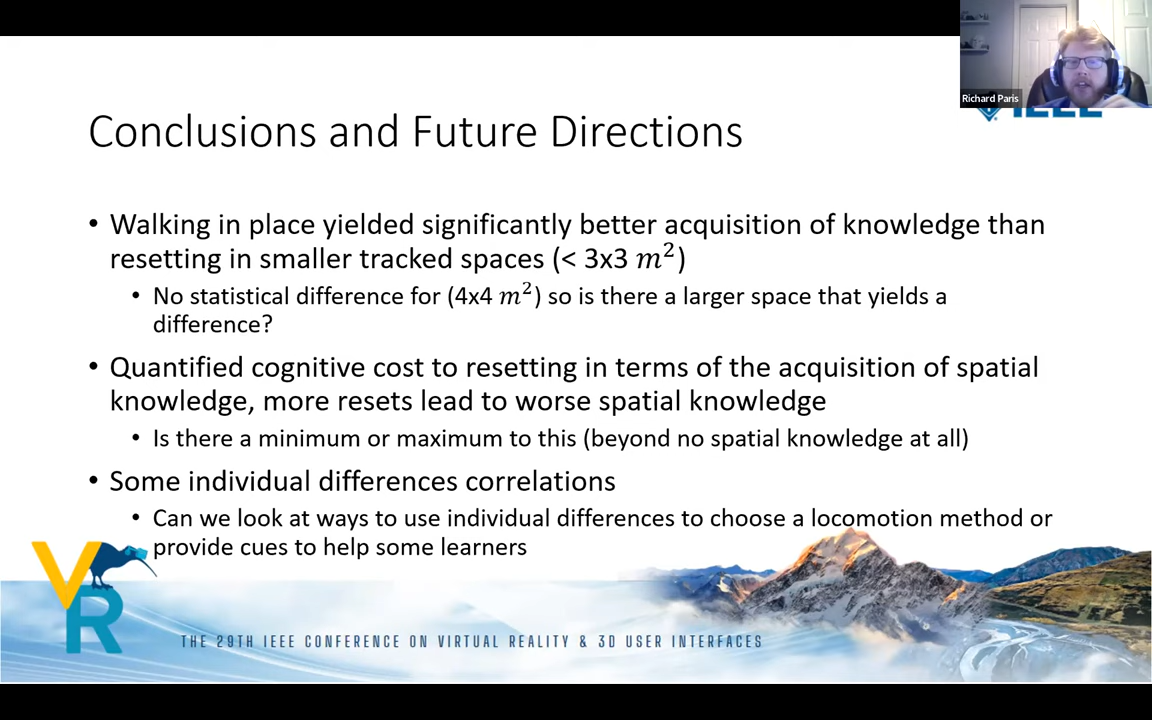 Richard Paris
IEEE
Conclusions and Future Directions
• Walking in place yielded significantly better acquisition of knowledge than
resetting in smaller tracked spaces (< 3x3 m²)
• No statistical difference for (4x4 m²) so is there a larger space that yields a
difference?
• Quantified cognitive cost to resetting in terms of the acquisition of spatial
knowledge, more resets lead to worse spatial knowledge
• Is there a minimum or maximum to this (beyond no spatial knowledge at all)
• Some individual differences correlations
• Can we look at ways to use individual differences to choose a locomotion method or
provide cues to help some learners
VR
THE 29TH IEEE CONFERENCE ON VIRTUAL REALITY & 3D USER INTERFACES